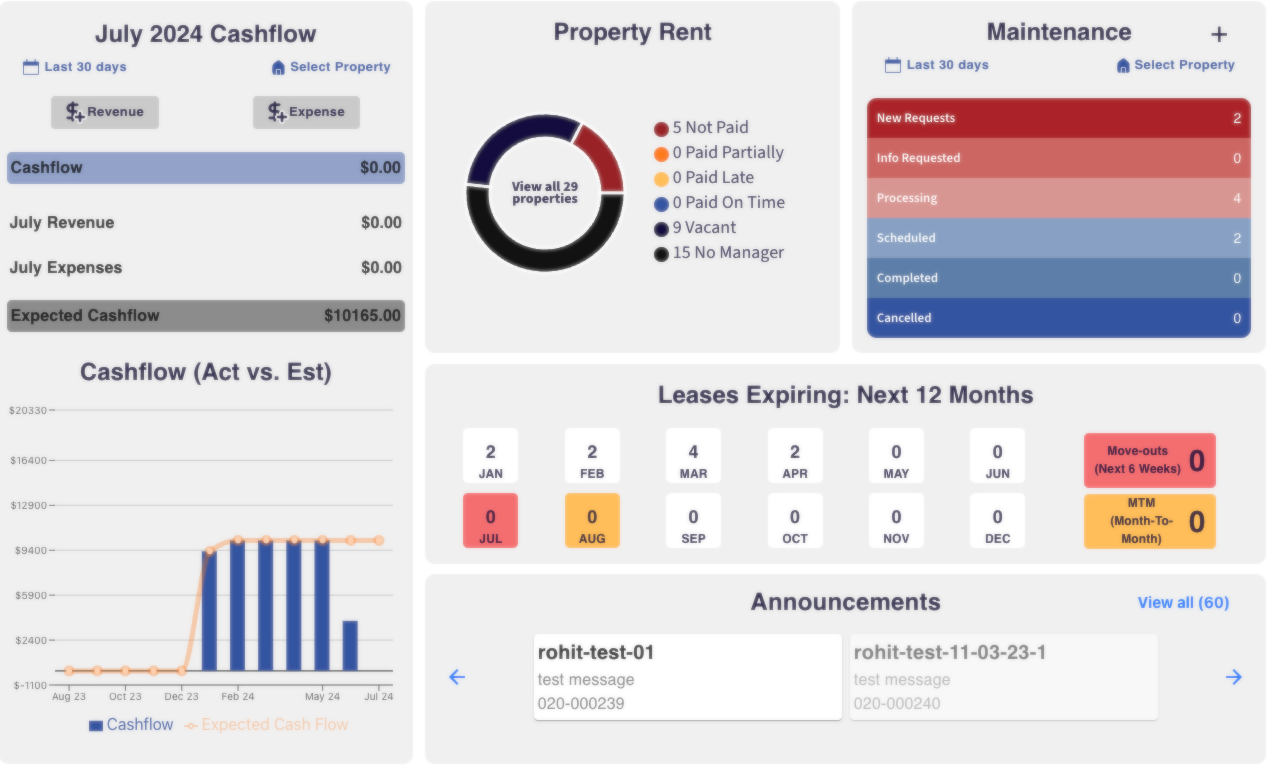 July 2024 Cashflow
Last 30 days
Select Property
Revenue
Expense
Cashflow $0.00
July Revenue $0.00
July Expenses $0.00
Expected Cashflow $10165.00
Cashflow (Act vs. Est)
$20330
$16400
$12900
$9400
$5900
$2400
$-1100
Aug 23 Oct 23 Dec 23 Feb 24 May 24 Jul 24
Cashflow Expected Cash Flow
Property Rent
View all 29
properties
5 Not Paid
0 Paid Partially
0 Paid Late
0 Paid On Time
9 Vacant
15 No Manager
Maintenance +
Last 30 days
Select Property
New Requests 2
Info Requested 0
Processing 4
Scheduled 2
Completed 0
Cancelled 0
Leases Expiring: Next 12 Months
2 2 4 2 0 0
JAN FEB MAR APR MAY JUN
0 0 0 0 0 0
JUL AUG SEP OCT NOV DEC
Move-outs
(Next 6 Weeks) 0
MTM
(Month-To- 0
Month)
Announcements
View all (60)
rohit-test-01
test message
020-000239
rohit-test-11-03-23-1
test message
020-000240